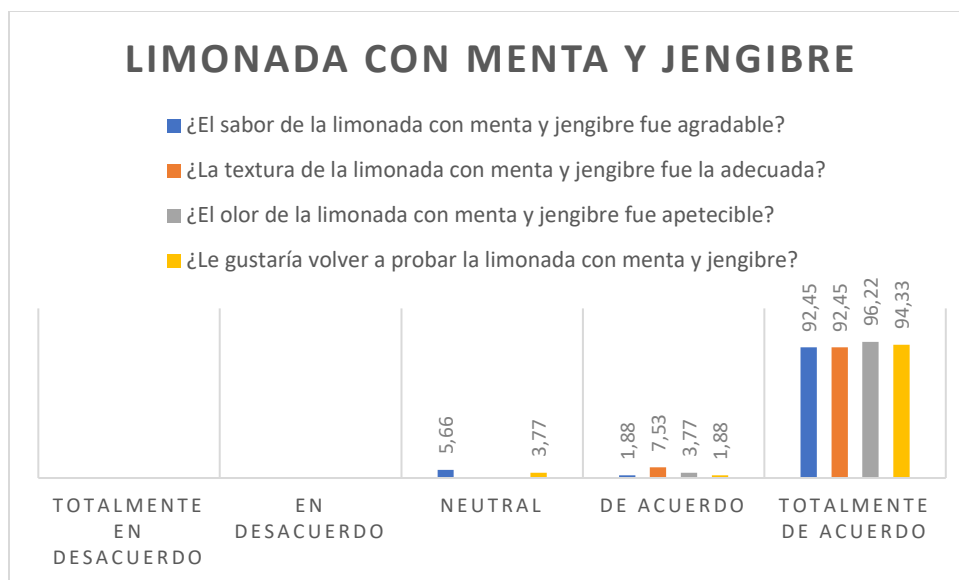 LIMONADA CON MENTA Y JENGIBRE
¿El sabor de la limonada con menta y jengibre fue agradable?
¿La textura de la limonada con menta y jengibre fue la adecuada?
¿El olor de la limonada con menta y jengibre fue apetecible?
¿Le gustaría volver a probar la limonada con menta y jengibre?
5,66
3,77
1,88
7,53
3,77
1,88
92,45
92,45
96,22
94,33
TOTALMENTE
EN
DESACUERDO
EN
DESACUERDO
NEUTRAL
DE ACUERDO
TOTALMENTE
DE ACUERDO